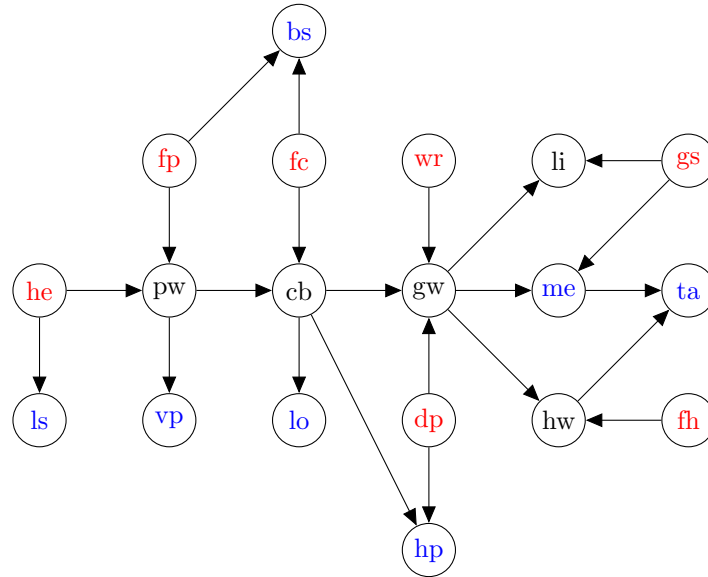 bs
fp fc wr li gs
he pw cb gw me ta
ls vp lo dp hw fh
hp